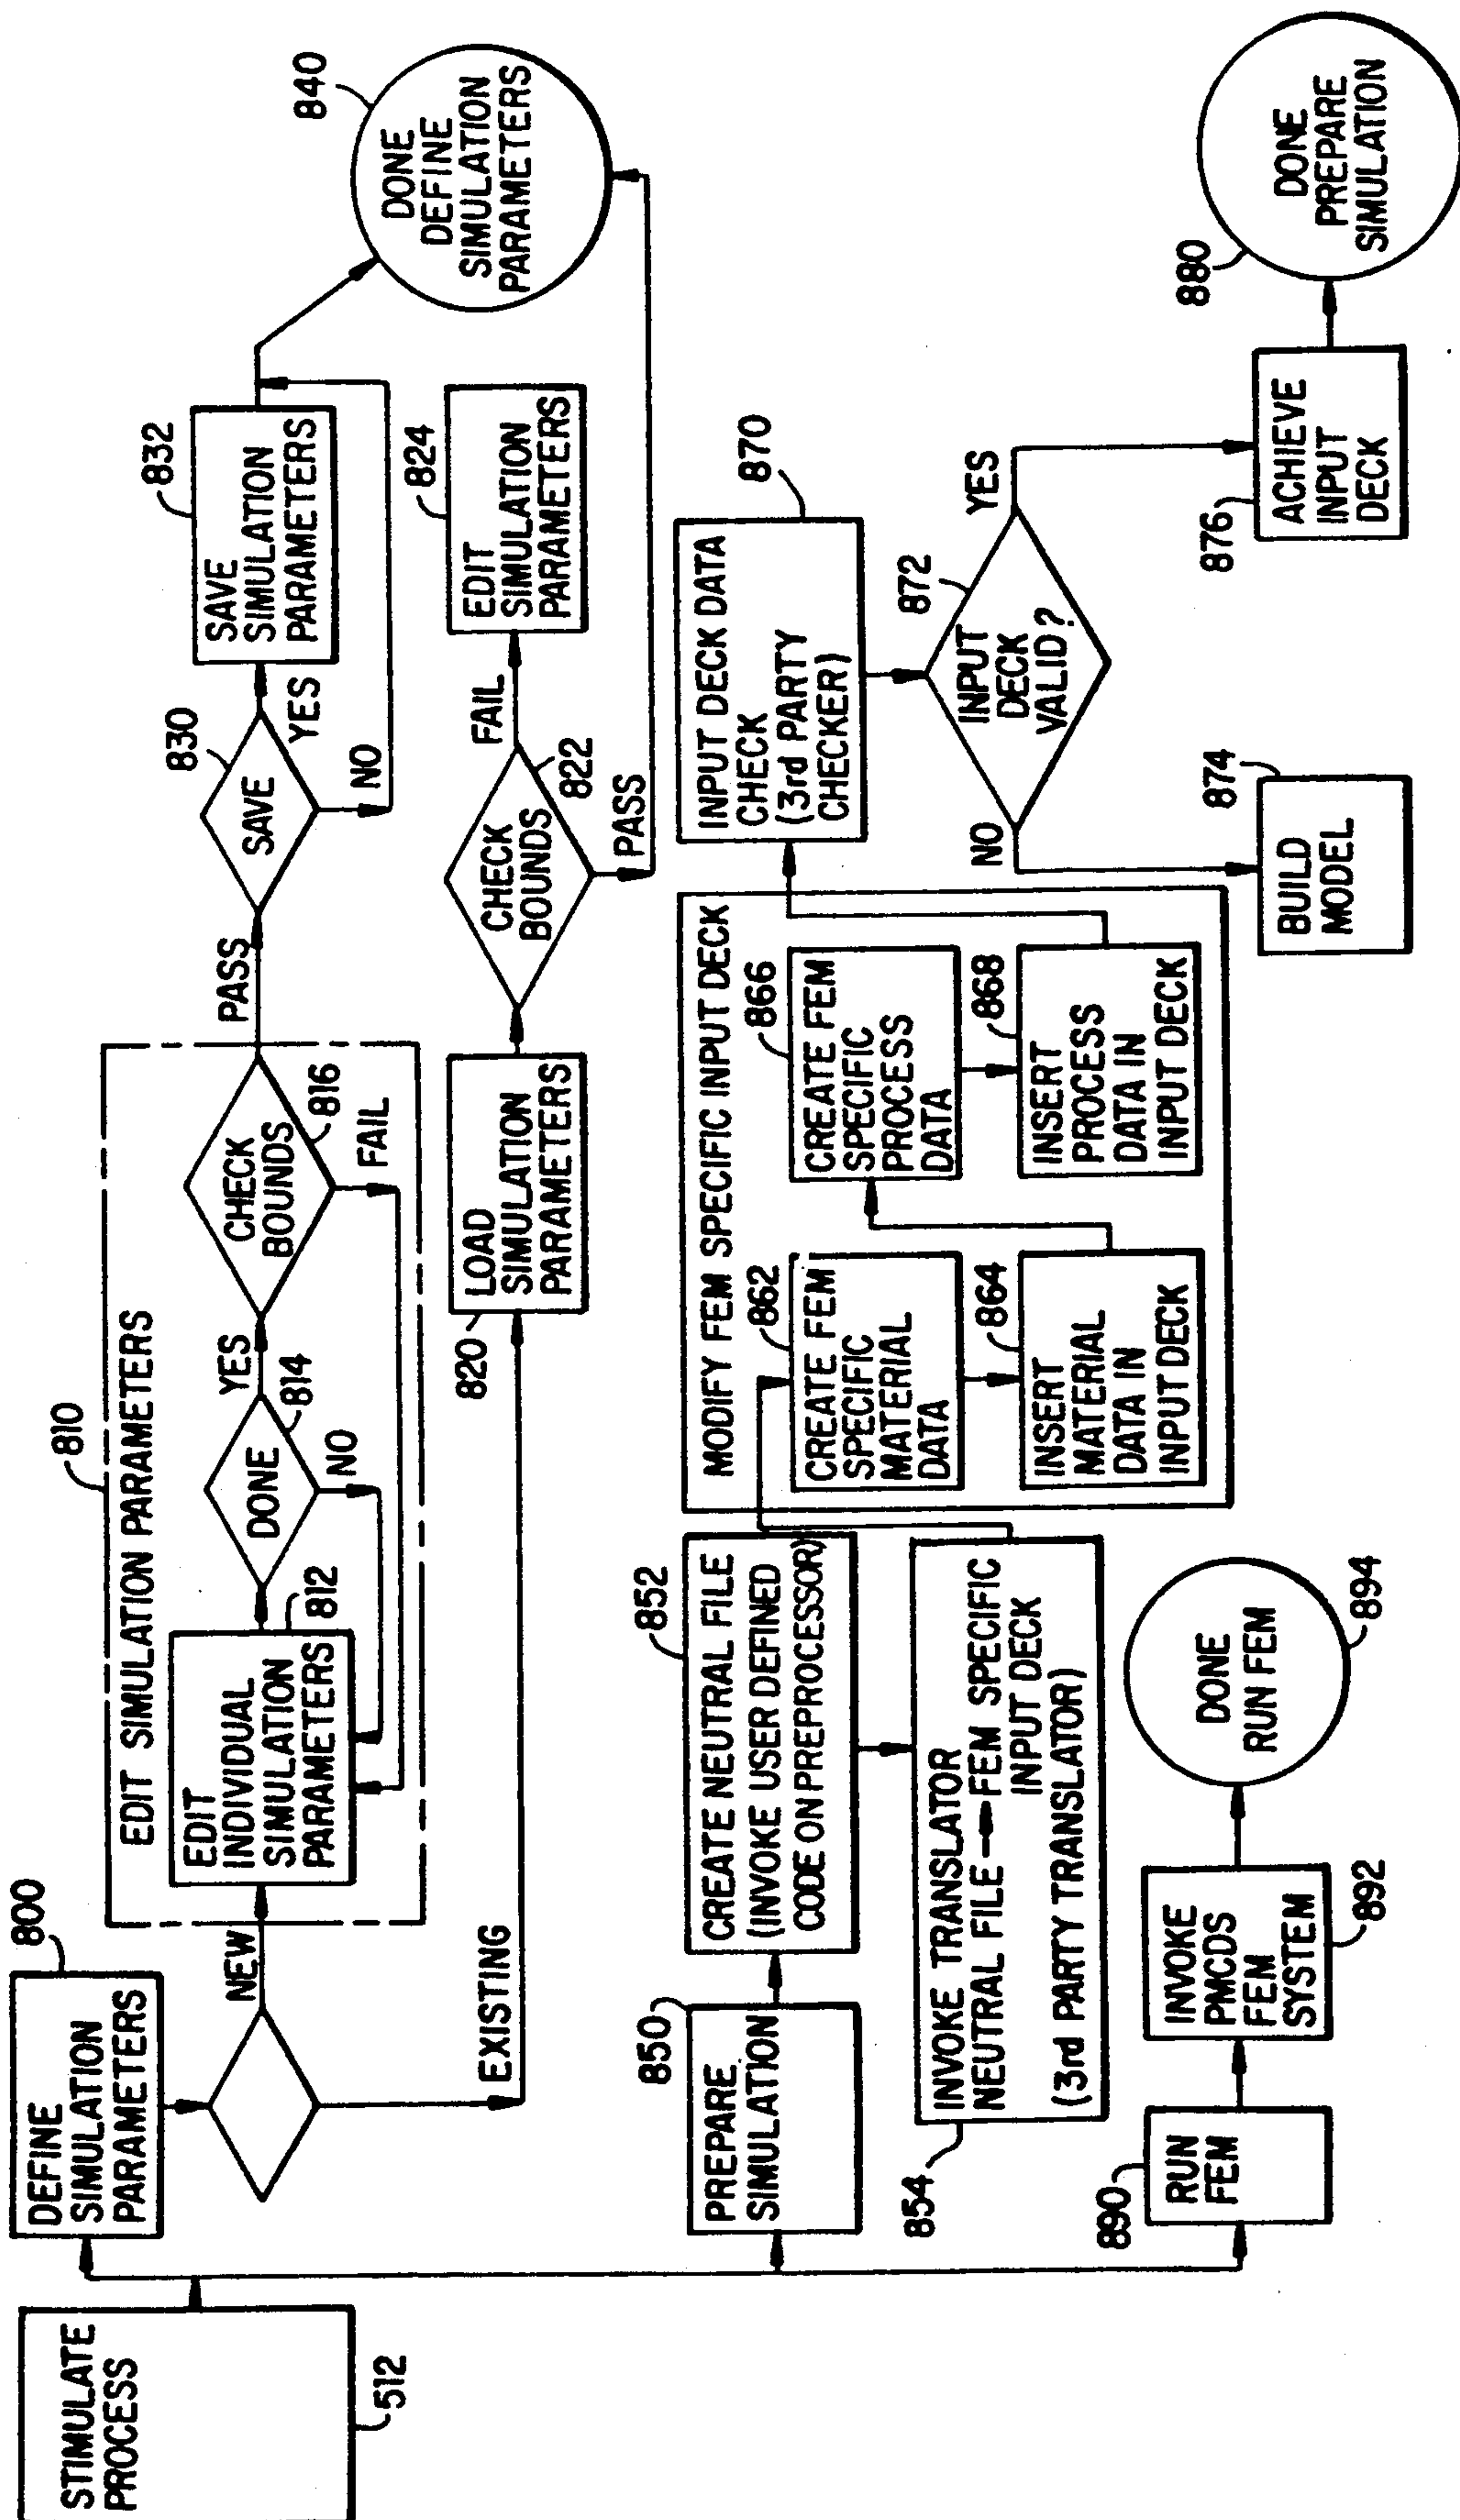 STIMULATE
PROCESS
512
800
DEFINE
SIMULATION
PARAMETERS
NEW
EXISTING
810
EDIT SIMULATION PARAMETERS
EDIT
INDIVIDUAL
SIMULATION
PARAMETERS
812
DONE
814
YES
NO
CHECK
BOUNDS
816
FAIL
PASS
SAVE
830
YES
NO
832
SAVE
SIMULATION
PARAMETERS
840
DONE
DEFINE
SIMULATION
PARAMETERS
820
LOAD
SIMULATION
PARAMETERS
CHECK
BOUNDS
822
FAIL
PASS
824
EDIT
SIMULATION
PARAMETERS
850
PREPARE
SIMULATION
852
CREATE NEUTRAL FILE
(INVOKE USER DEFINED
CODE ON PREPROCESSOR)
854
INVOKE TRANSLATOR
NEUTRAL FILE → FEM SPECIFIC
INPUT DECK
(3rd PARTY TRANSLATOR)
MODIFY FEM SPECIFIC INPUT DECK
862
CREATE FEM
SPECIFIC
MATERIAL
DATA
864
INSERT
MATERIAL
DATA IN
INPUT DECK
866
CREATE FEM
SPECIFIC
PROCESS
DATA
868
INSERT
PROCESS
DATA IN
INPUT DECK
870
INPUT DECK DATA
CHECK
(3rd PARTY
CHECKER)
872
INPUT
DECK
VALID?
NO
YES
874
BUILD
MODEL
876
ACHIEVE
INPUT
DECK
880
DONE
PREPARE
SIMULATION
890
RUN
FEM
INVOKE
PMCDS
FEM
SYSTEM
892
DONE
RUN FEM
894